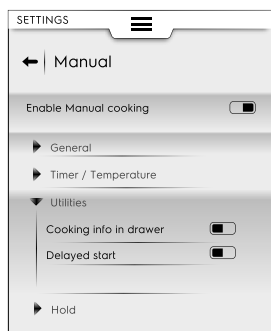 SETTINGS
Manual
Enable Manual cooking
General
Timer / Temperature
Utilities
Cooking info in drawer
Delayed start
Hold